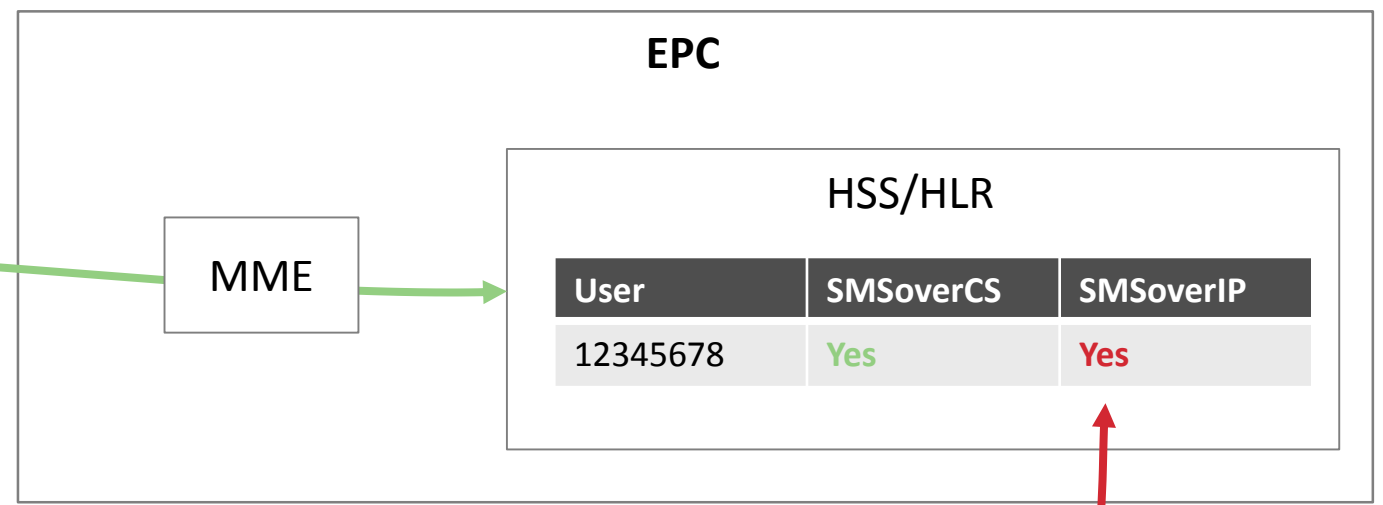 EPC
HSS/HLR
MME
User SMSoverCS SMSoverIP
12345678 Yes Yes